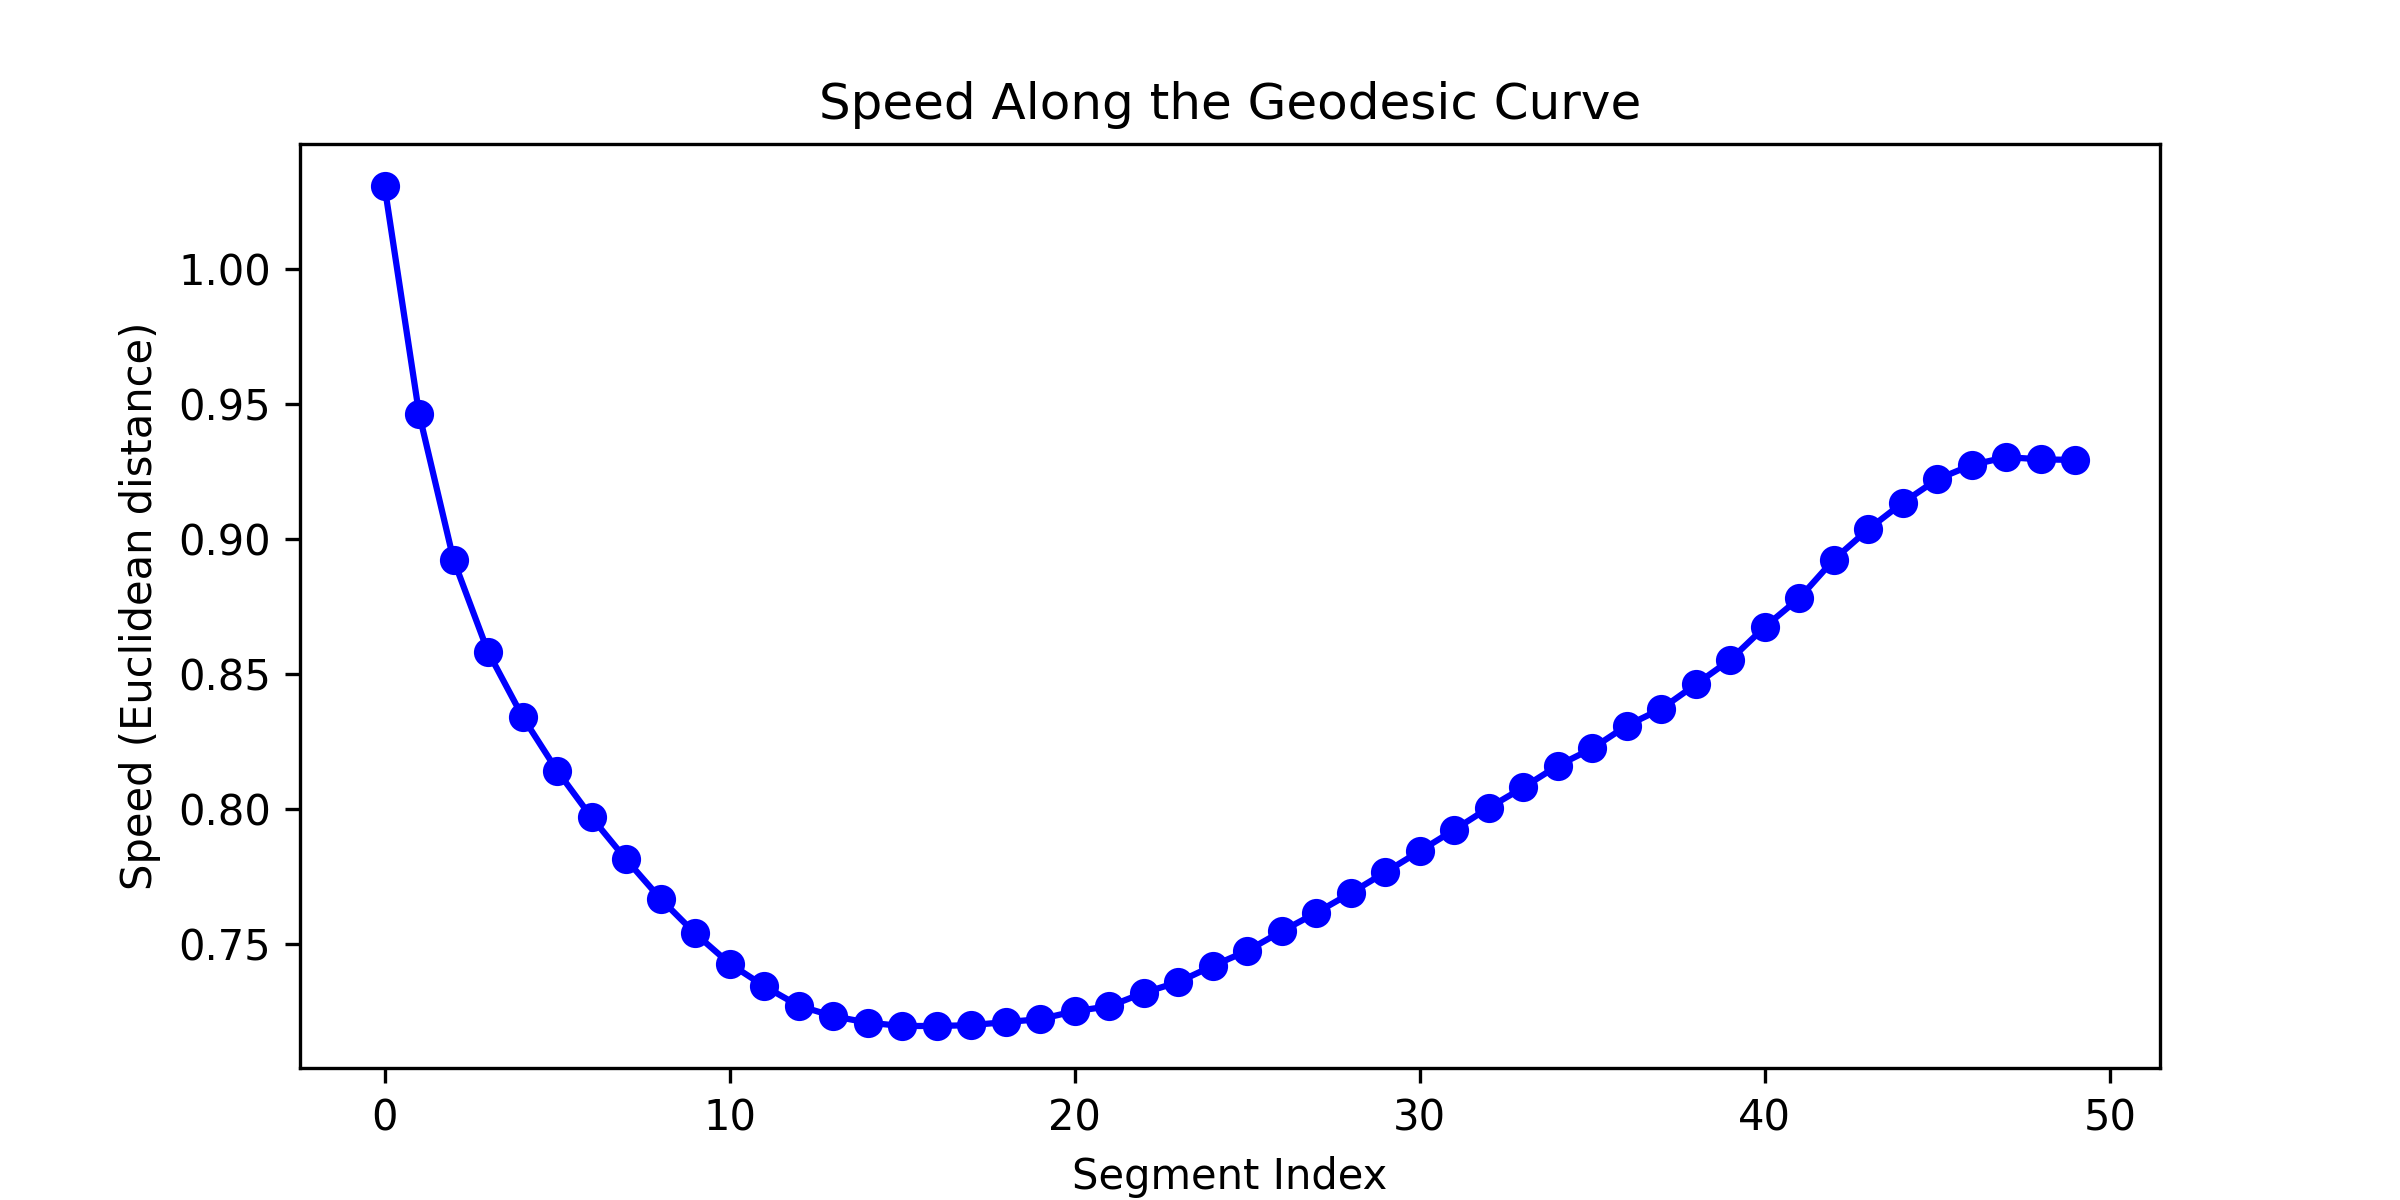 Speed Along the Geodesic Curve
Speed (Euclidean distance)
1.00
0.95
0.90
0.85
0.80
0.75
0 10 20 30 40 50
Segment Index